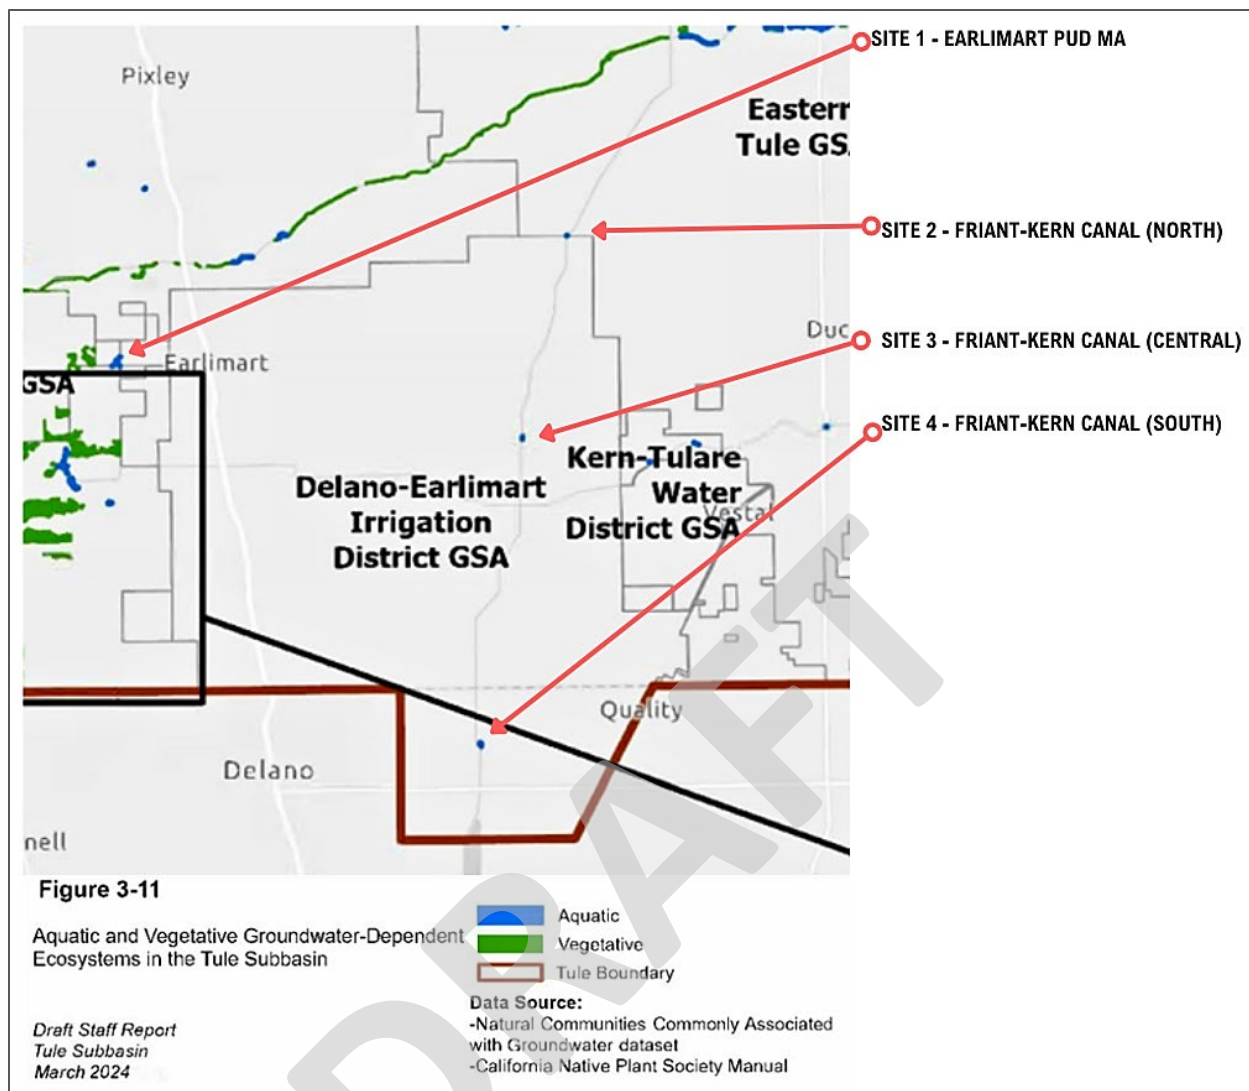 SITE 1 - EARLIMART PUD MA
Pixley
Eastern
Tule GS
SITE 2 - FRIANT-KERN CANAL (NORTH)
Duc
SITE 3 - FRIANT-KERN CANAL (CENTRAL)
Earlimart
GSA
SITE 4 - FRIANT-KERN CANAL (SOUTH)
Kern-Tulare
Water
District GSA
Vestal
Delano-Earlimart
Irrigation
District GSA
Quality
Delano
nell
Figure 3-11
Aquatic and Vegetative Groundwater-Dependent
Ecosystems in the Tule Subbasin
Draft Staff Report
Tule Subbasin
March 2024
Aquatic
Vegetative
Tule Boundary
Data Source:
-Natural Communities Commonly Associated
with Groundwater dataset
-California Native Plant Society Manual
DRAFT